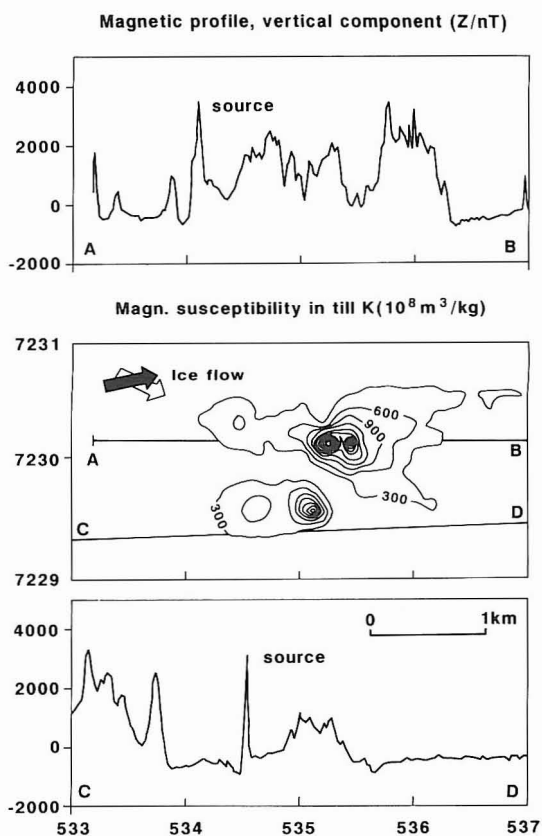 Magnetic profile, vertical component (Z/nT)
4000
source
2000
0
A
B
-2000
Magn. susceptibility in till K(10⁸ m³/kg)
7231
Ice flow
600
900
7230
A
B
300
300
C
D
7229
4000
0 1km
source
2000
0
C
D
-2000
533 534 535 536 537